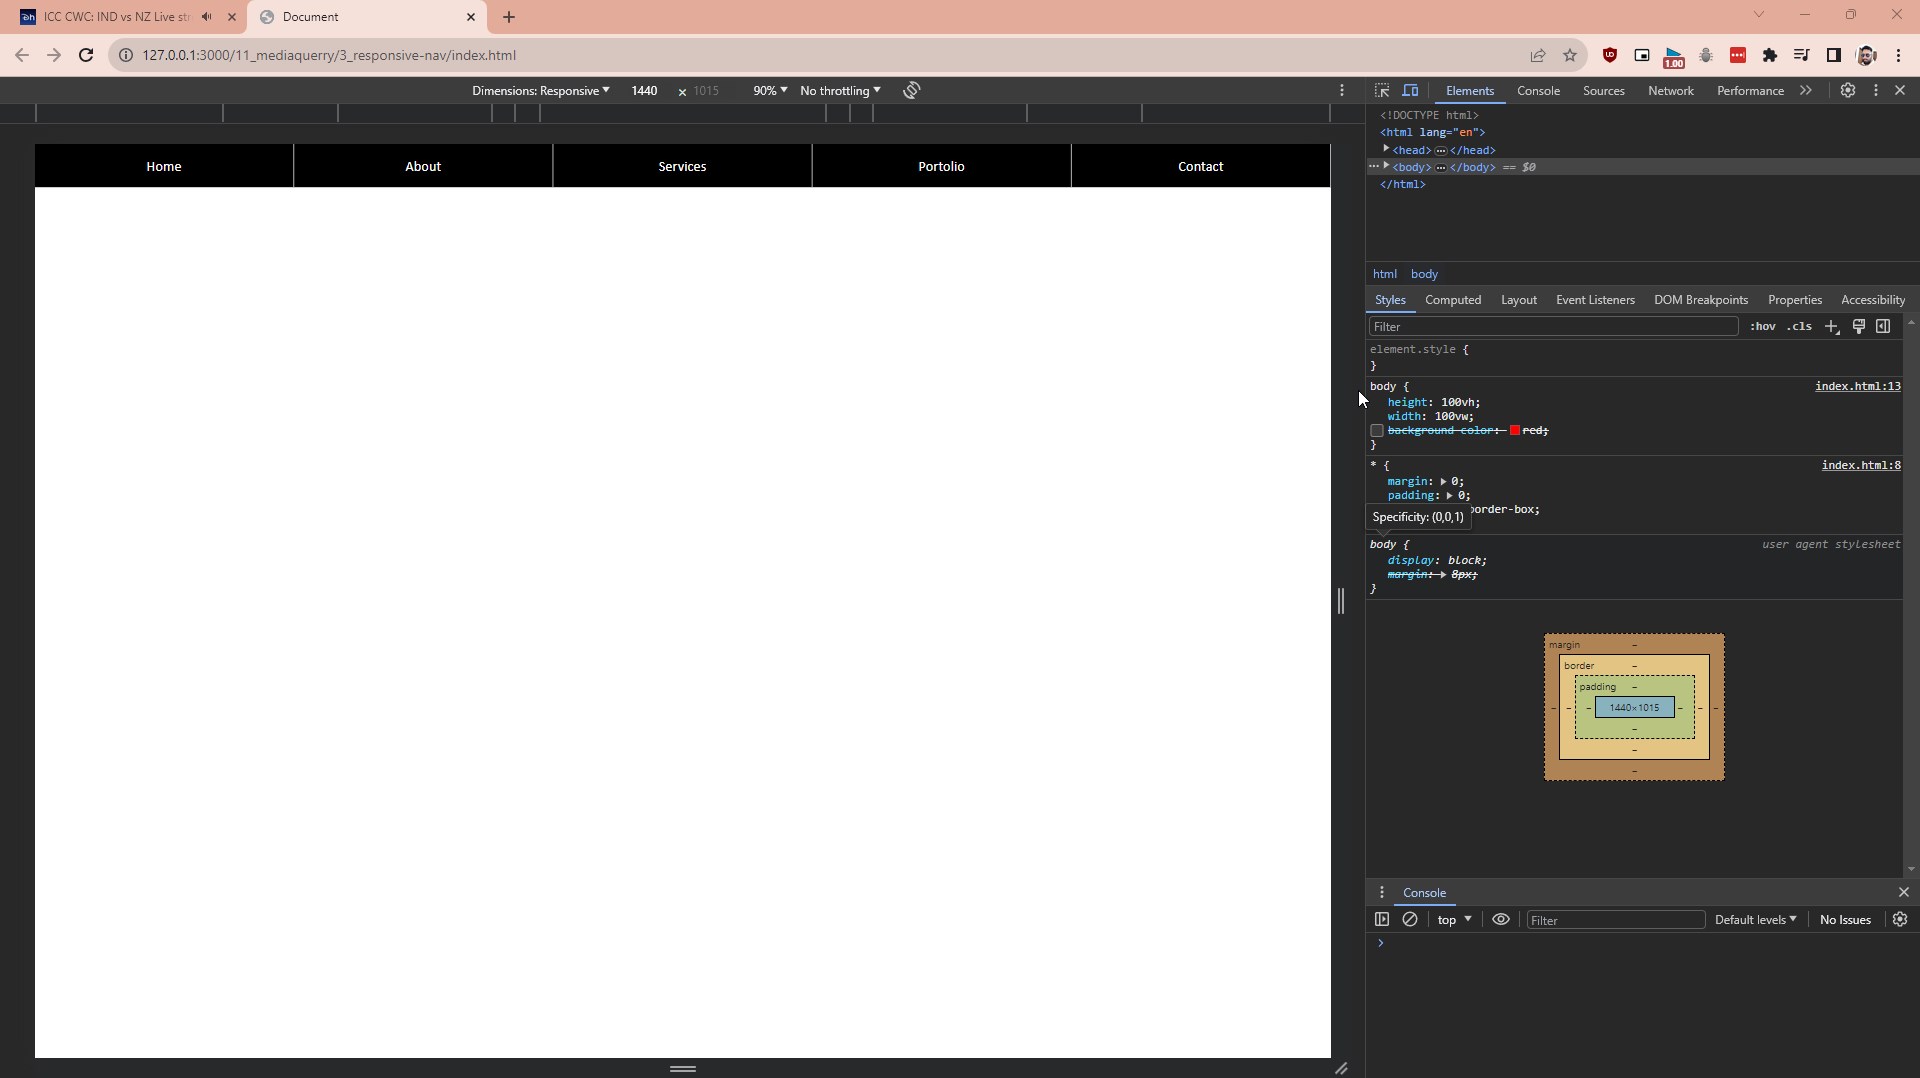 ICC CWC: IND vs NZ Live str
Document
127.0.0.1:3000/11_mediaquerry/3_responsive-nav/index.html
1.00
Dimensions: Responsive 1440 × 1015 90% No throttling
Elements Console Sources Network Performance
<!DOCTYPE html>
<html lang="en">
<head> … </head>
<body> … </body> == $0
</html>
Home About Services Portolio Contact
html body
Styles Computed Layout Event Listeners DOM Breakpoints Properties Accessibility
Filter :hov .cls
element.style {
}
body { index.html:13
height: 100vh;
width: 100vw;
background color: red;
}
* { index.html:8
margin: 0;
padding: 0;
border-box;
Specificity: (0,0,1)
body { user agent stylesheet
display: block;
margin: 8px;
}
margin –
border –
padding –
– – – 1440×1015 – – –
–
–
–
Console
top Filter Default levels No Issues